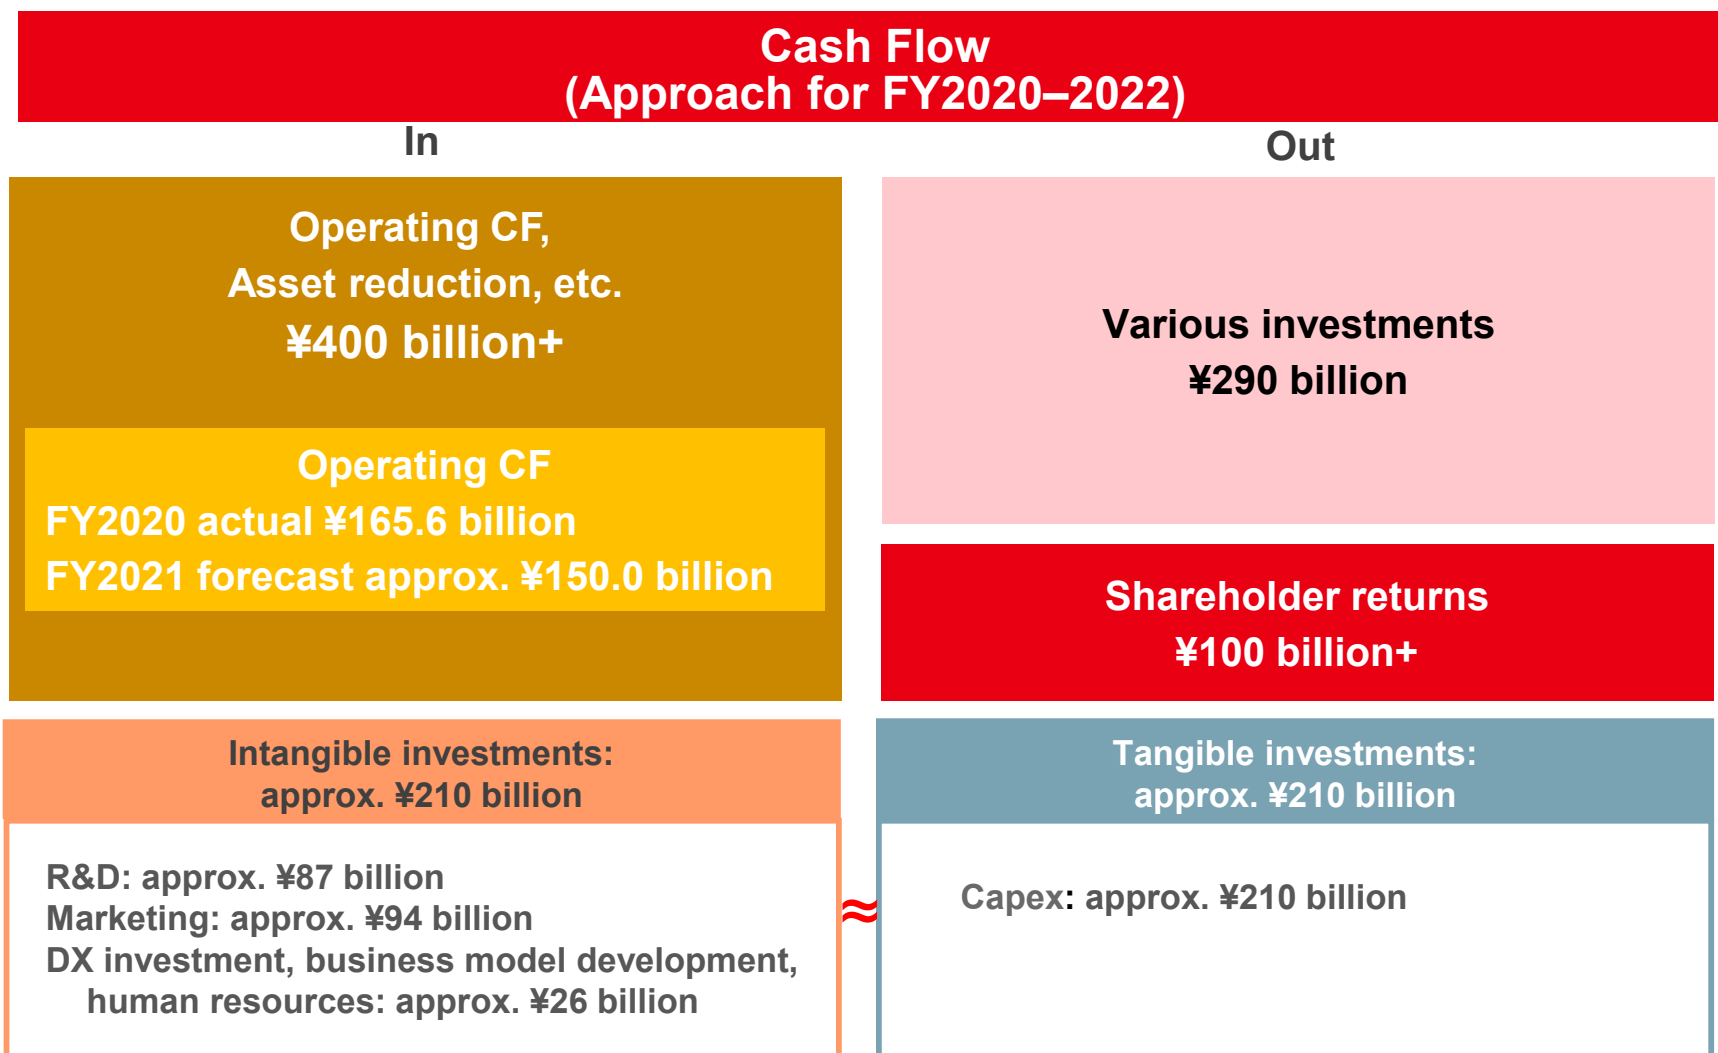 Cash Flow
(Approach for FY2020–2022)
In
Out
Operating CF,
Asset reduction, etc.
¥400 billion+
Operating CF
FY2020 actual ¥165.6 billion
FY2021 forecast approx. ¥150.0 billion
Various investments
¥290 billion
Shareholder returns
¥100 billion+
Intangible investments:
approx. ¥210 billion
R&D: approx. ¥87 billion
Marketing: approx. ¥94 billion
DX investment, business model development,
human resources: approx. ¥26 billion
≈
Tangible investments:
approx. ¥210 billion
Capex: approx. ¥210 billion